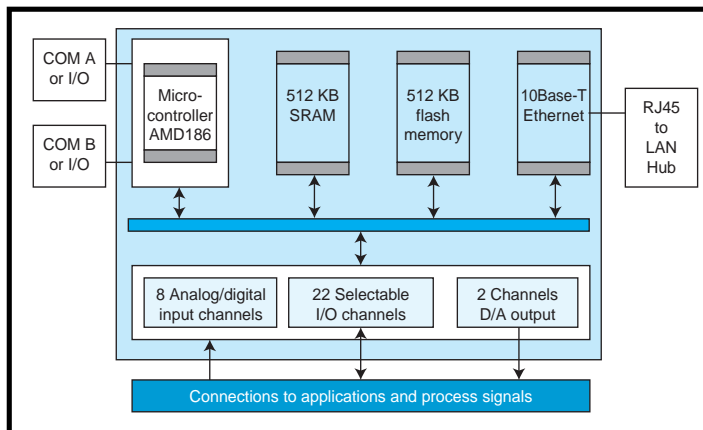 COM A
or I/O
COM B
or I/O
Micro-
controller
AMD186
512 KB
SRAM
512 KB
flash
memory
10Base-T
Ethernet
RJ45
to
LAN
Hub
8 Analog/digital
input channels
22 Selectable
I/O channels
2 Channels
D/A output
Connections to applications and process signals